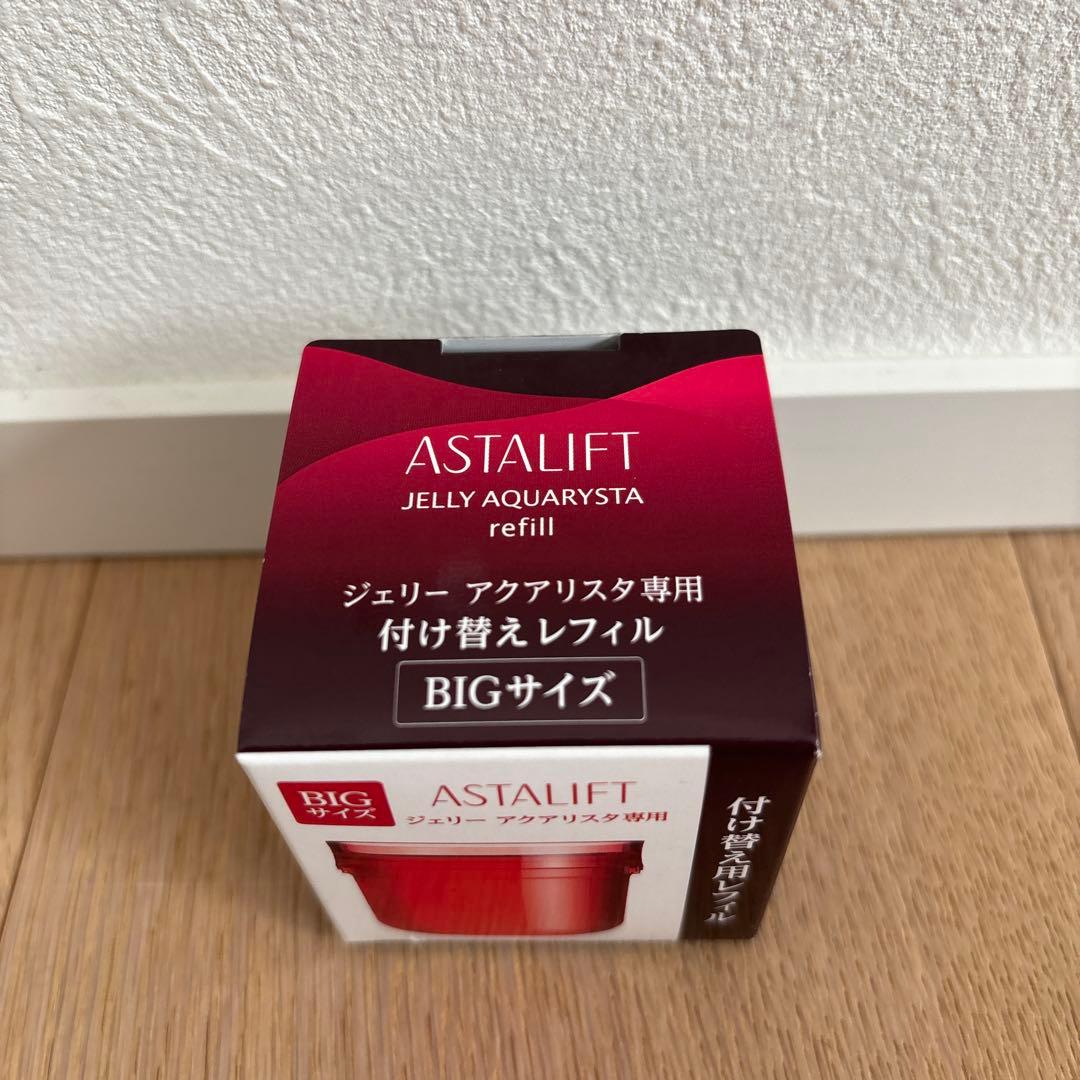 ASTALIFT
JELLY AQUARYSTA
refill
ジェリー アクアリスタ専用
付け替えレフィル
BIGサイズ
BIG
サイズ
ASTALIFT
ジェリー アクアリスタ専用
付け替え用レフィル